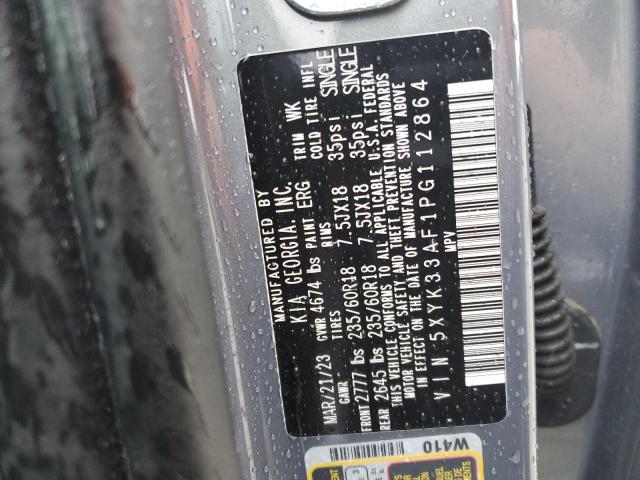 MANUFACTURED BY
KIA GEORGIA, INC.
MAR/21/23 GVWR 4674 lbs PAINT ERG TRIM WK
GAWR TIRES RIMS COLD TIRE INFL
FRONT 2777 lbs 235/60R18 7.5JX18 35psi SINGLE
REAR 2645 lbs 235/60R18 7.5JX18 35psi SINGLE
THIS VEHICLE CONFORMS TO ALL APPLICABLE U.S.A. FEDERAL
MOTOR VEHICLE SAFETY AND THEFT PREVENTION STANDARDS
IN EFFECT ON THE DATE OF MANUFACTURE SHOWN ABOVE
MPV
VIN 5XYK33AF1PG112864
W410